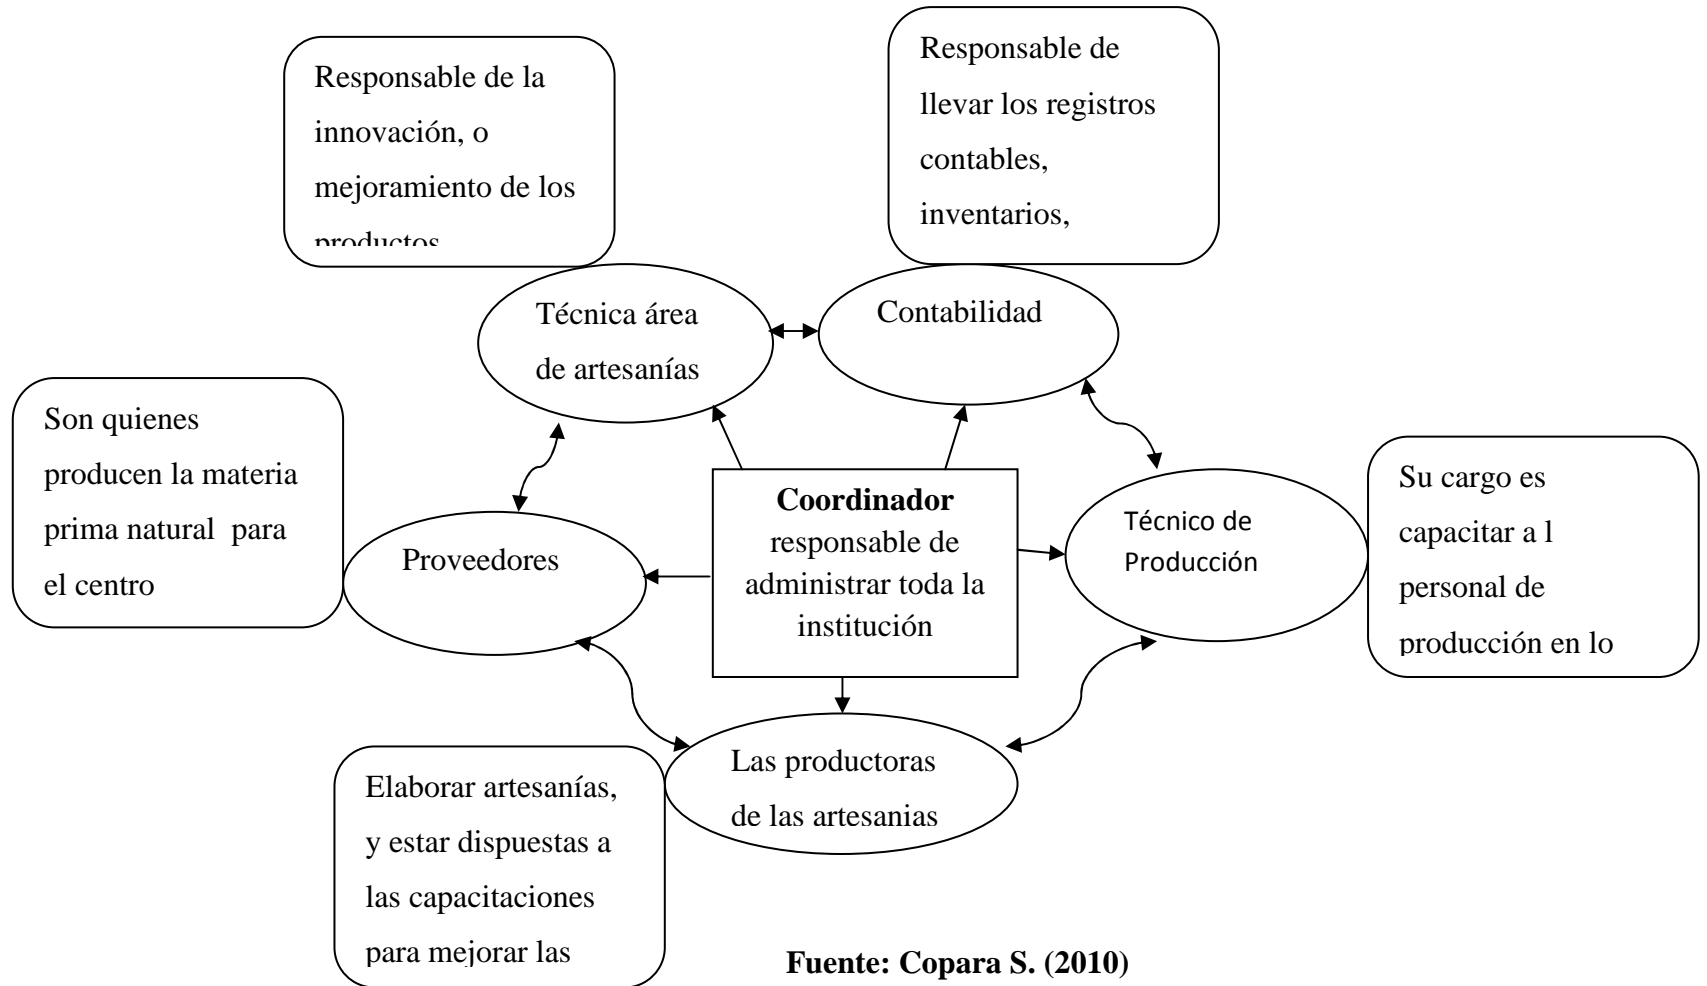 Responsable de la
innovación, o
mejoramiento de los
productos
Responsable de
llevar los registros
contables,
inventarios,
Técnica área
de artesanías
Contabilidad
Son quienes
producen la materia
prima natural para
el centro
Proveedores
Coordinador
responsable de
administrar toda la
institución
Técnico de
Producción
Su cargo es
capacitar a l
personal de
producción en lo
Las productoras
de las artesanias
Elaborar artesanías,
y estar dispuestas a
las capacitaciones
para mejorar las
Fuente: Copara S. (2010)